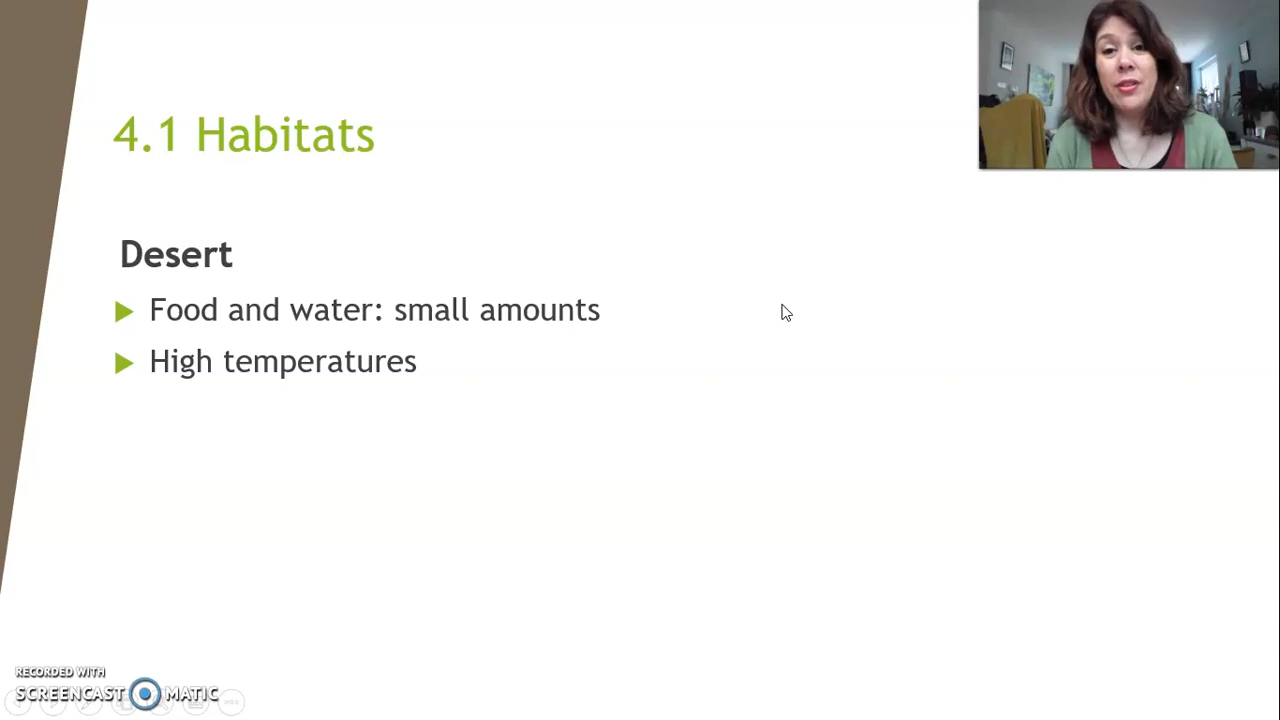 4.1 Habitats
Desert
Food and water: small amounts
High temperatures
RECORDED WITH
SCREENCAST MATIC